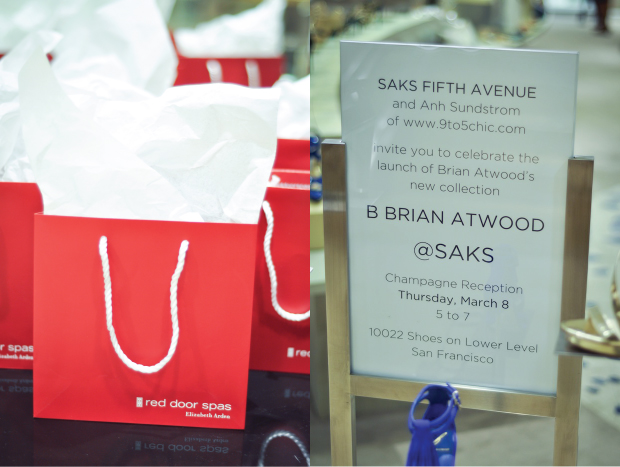 r spas
Elizabeth Arden
red door spas
Elizabeth Arden
red d
SAKS FIFTH AVENUE
and Anh Sundstrom
of www.9to5chic.com
invite you to celebrate the
launch of Brian Atwood's
new collection
B BRIAN ATWOOD
@SAKS
Champagne Reception
Thursday, March 8
5 to 7
10022 Shoes on Lower Level
San Francisco